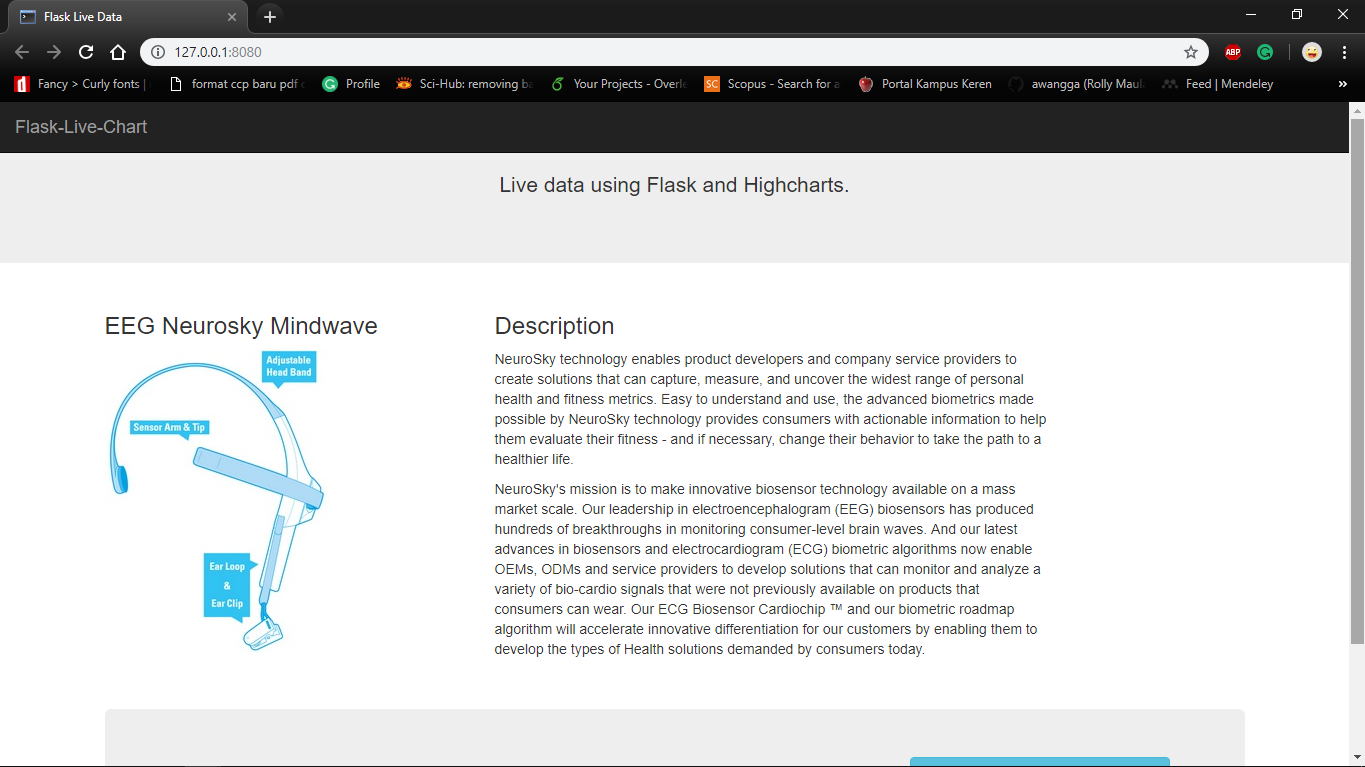 Flask Live Data
127.0.0.1:8080
ABP
Fancy > Curly fonts |
format ccp baru pdf
Profile
Sci-Hub: removing ba
Your Projects - Overle
SC
Scopus - Search for a
Portal Kampus Keren
awangga (Rolly Maul
Feed | Mendeley
»
Flask-Live-Chart
Live data using Flask and Highcharts.
EEG Neurosky Mindwave
Adjustable
Head Band
Sensor Arm & Tip
Ear Loop
&
Ear Clip
Description
NeuroSky technology enables product developers and company service providers to
create solutions that can capture, measure, and uncover the widest range of personal
health and fitness metrics. Easy to understand and use, the advanced biometrics made
possible by NeuroSky technology provides consumers with actionable information to help
them evaluate their fitness - and if necessary, change their behavior to take the path to a
healthier life.
NeuroSky's mission is to make innovative biosensor technology available on a mass
market scale. Our leadership in electroencephalogram (EEG) biosensors has produced
hundreds of breakthroughs in monitoring consumer-level brain waves. And our latest
advances in biosensors and electrocardiogram (ECG) biometric algorithms now enable
OEMs, ODMs and service providers to develop solutions that can monitor and analyze a
variety of bio-cardio signals that were not previously available on products that
consumers can wear. Our ECG Biosensor Cardiochip ™ and our biometric roadmap
algorithm will accelerate innovative differentiation for our customers by enabling them to
develop the types of Health solutions demanded by consumers today.